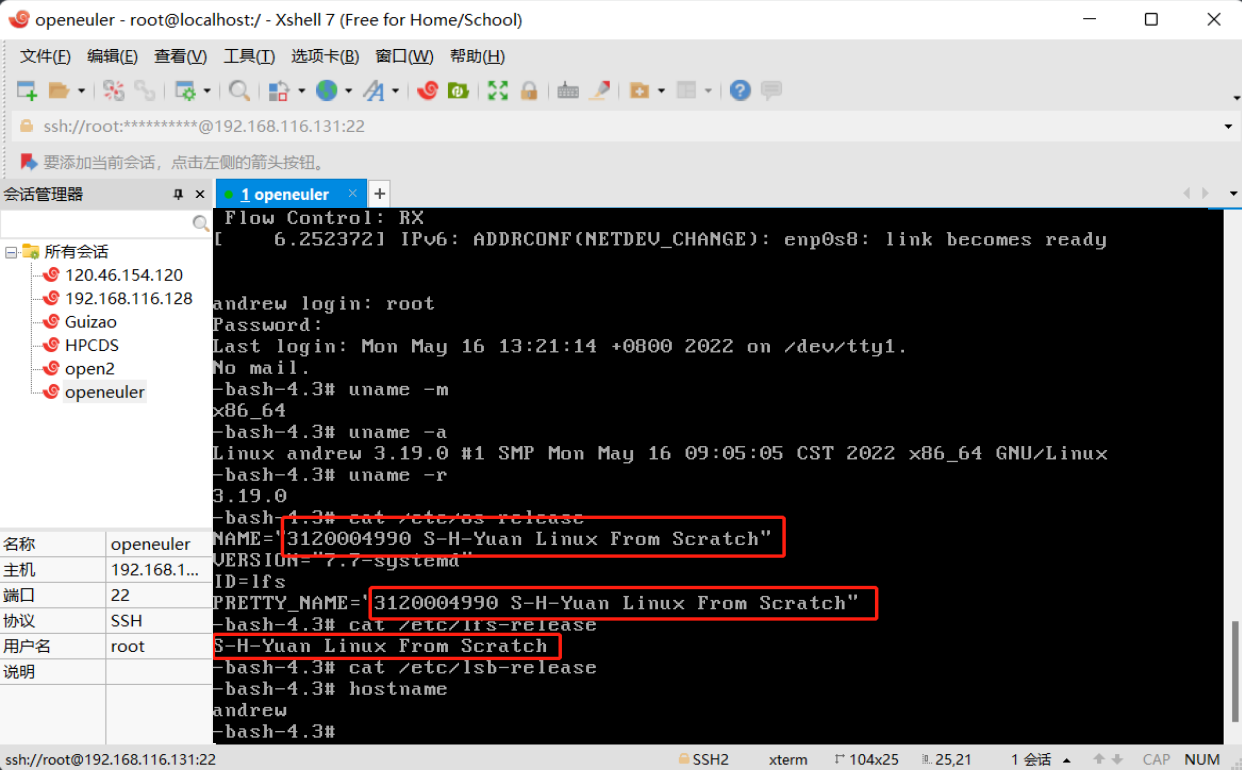 openeuler - root@localhost:/ - Xshell 7 (Free for Home/School)
文件(F) 编辑(E) 查看(V) 工具(T) 选项卡(B) 窗口(W) 帮助(H)
ssh://root:**********@192.168.116.131:22
要添加当前会话，点击左侧的箭头按钮。
会话管理器
1 openeuler
所有会话
120.46.154.120
192.168.116.128
Guizao
HPCDS
open2
openeuler
名称 openeuler
主机 192.168.1...
端口 22
协议 SSH
用户名 root
说明
Flow Control: RX
[    6.252372] IPv6: ADDRCONF(NETDEV_CHANGE): enp0s8: link becomes ready
andrew login: root
Password:
Last login: Mon May 16 13:21:14 +0800 2022 on /dev/tty1.
No mail.
-bash-4.3# uname -m
x86_64
-bash-4.3# uname -a
Linux andrew 3.19.0 #1 SMP Mon May 16 09:05:05 CST 2022 x86_64 GNU/Linux
-bash-4.3# uname -r
3.19.0
-bash-4.3# cat /etc/os-release
NAME="3120004990 S-H-Yuan Linux From Scratch"
VERSION="7.7-systemd"
ID=lfs
PRETTY_NAME="3120004990 S-H-Yuan Linux From Scratch"
-bash-4.3# cat /etc/lfs-release
S-H-Yuan Linux From Scratch
-bash-4.3# cat /etc/lsb-release
-bash-4.3# hostname
andrew
-bash-4.3#
ssh://root@192.168.116.131:22 SSH2 xterm 104x25 25,21 1 会话 CAP NUM